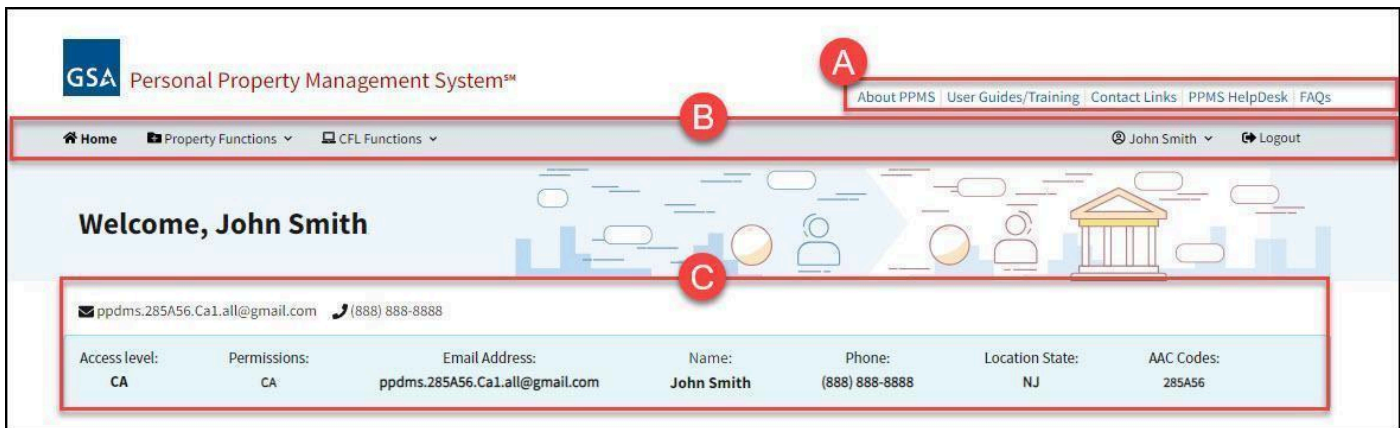 GSA Personal Property Management System℠
A
About PPMS User Guides/Training Contact Links PPMS HelpDesk FAQs
B
Home Property Functions CFL Functions John Smith Logout
Welcome, John Smith
C
ppdms.285A56.Ca1.all@gmail.com (888) 888-8888
Access level: Permissions: Email Address: Name: Phone: Location State: AAC Codes:
CA CA ppdms.285A56.Ca1.all@gmail.com John Smith (888) 888-8888 NJ 285A56